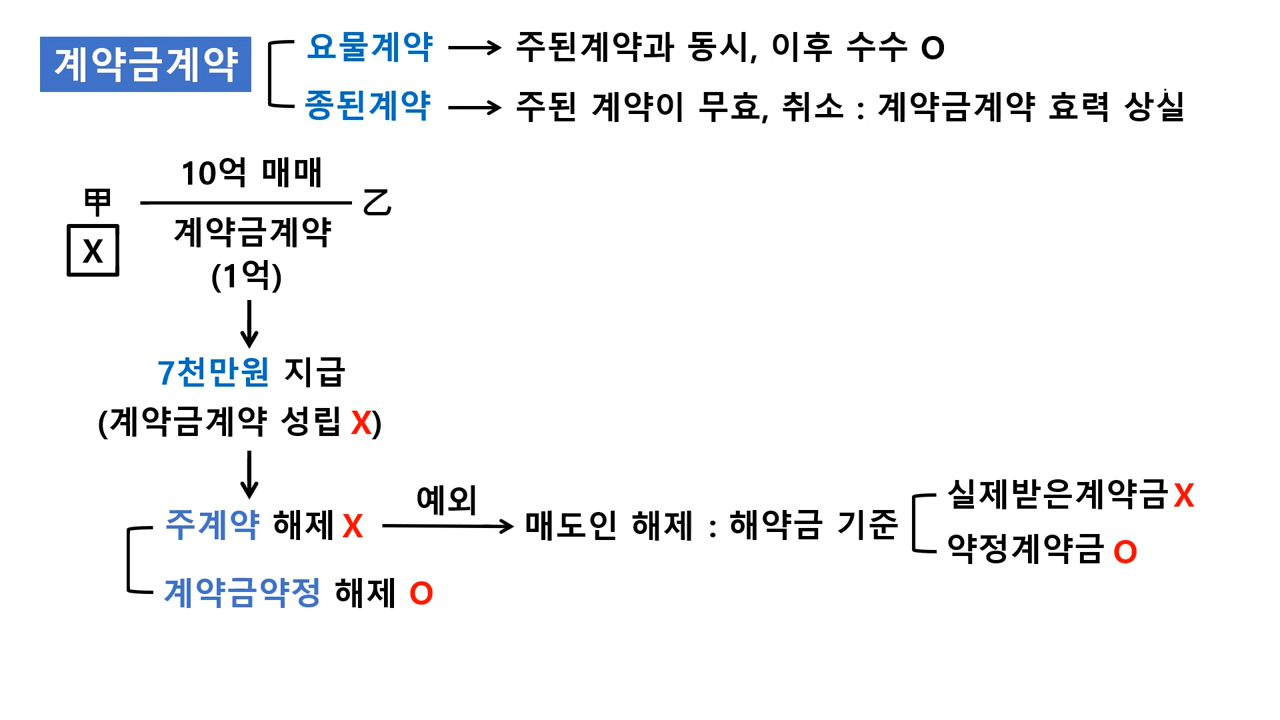 계약금계약
요물계약 → 주된계약과 동시, 이후 수수 O
종된계약 → 주된 계약이 무효, 취소 : 계약금계약 효력 상실
10억 매매
甲 乙
계약금계약
X
(1억)
7천만원 지급
(계약금계약 성립 X)
주계약 해제 X 예외 → 매도인 해제 : 해약금 기준
실제받은계약금 X
약정계약금 O
계약금약정 해제 O